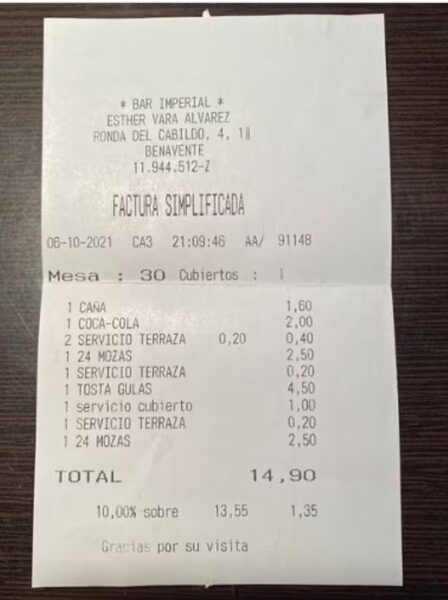 * BAR IMPERIAL *
ESTHER VARA ALVAREZ
RONDA DEL CABILDO, 4, 1º
BENAVENTE
11.944.512-Z
FACTURA SIMPLIFICADA
06-10-2021 CA3 21:09:46 AA/ 91148
Mesa : 30 Cubiertos : 1
1 CAÑA 1,60
1 COCA-COLA 2,00
2 SERVICIO TERRAZA 0,20 0,40
1 24 MOZAS 2,50
1 SERVICIO TERRAZA 0,20
1 TOSTA GULAS 4,50
1 servicio cubierto 1,00
1 SERVICIO TERRAZA 0,20
1 24 MOZAS 2,50
TOTAL 14,90
10,00% sobre 13,55 1,35
Gracias por su visita